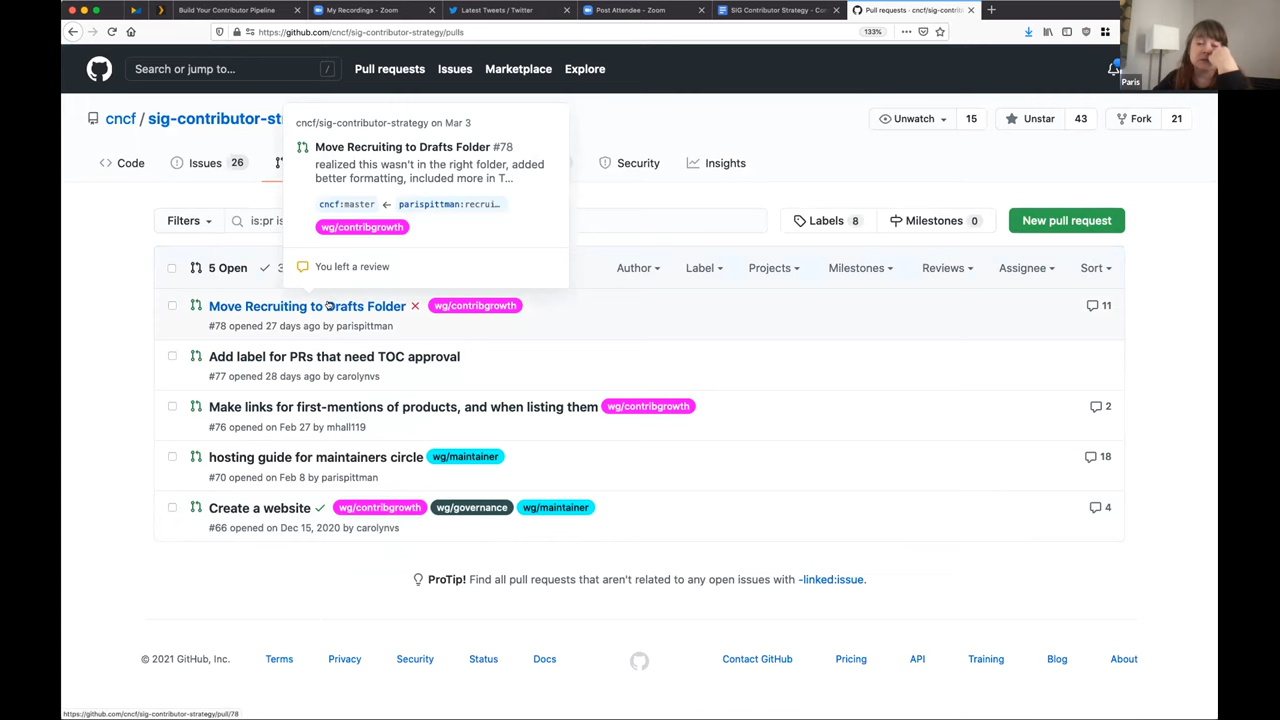 Build Your Contributor Pipeline
My Recordings - Zoom
Latest Tweets / Twitter
Post Attendee - Zoom
SIG Contributor Strategy - Con
Pull requests · cncf/sig-contrib
https://github.com/cncf/sig-contributor-strategy/pulls
133%
Paris
Search or jump to...
/
Pull requests
Issues
Marketplace
Explore
cncf / sig-contributor-st
Unwatch
15
Unstar
43
Fork
21
Code
Issues
26
Security
Insights
cncf/sig-contributor-strategy on Mar 3
Move Recruiting to Drafts Folder #78
realized this wasn't in the right folder, added
better formatting, included more in T...
cncf:master
parispittman:recrui...
wg/contribgrowth
You left a review
Filters
is:pr is
Labels
8
Milestones
0
New pull request
5 Open
3
Author
Label
Projects
Milestones
Reviews
Assignee
Sort
Move Recruiting to Drafts Folder
wg/contribgrowth
11
#78 opened 27 days ago by parispittman
Add label for PRs that need TOC approval
#77 opened 28 days ago by carolynvs
Make links for first-mentions of products, and when listing them
wg/contribgrowth
2
#76 opened on Feb 27 by mhall119
hosting guide for maintainers circle
wg/maintainer
18
#70 opened on Feb 8 by parispittman
Create a website
wg/contribgrowth
wg/governance
wg/maintainer
4
#66 opened on Dec 15, 2020 by carolynvs
ProTip! Find all pull requests that aren't related to any open issues with -linked:issue.
© 2021 GitHub, Inc.
Terms
Privacy
Security
Status
Docs
Contact GitHub
Pricing
API
Training
Blog
About
https://github.com/cncf/sig-contributor-strategy/pull/78